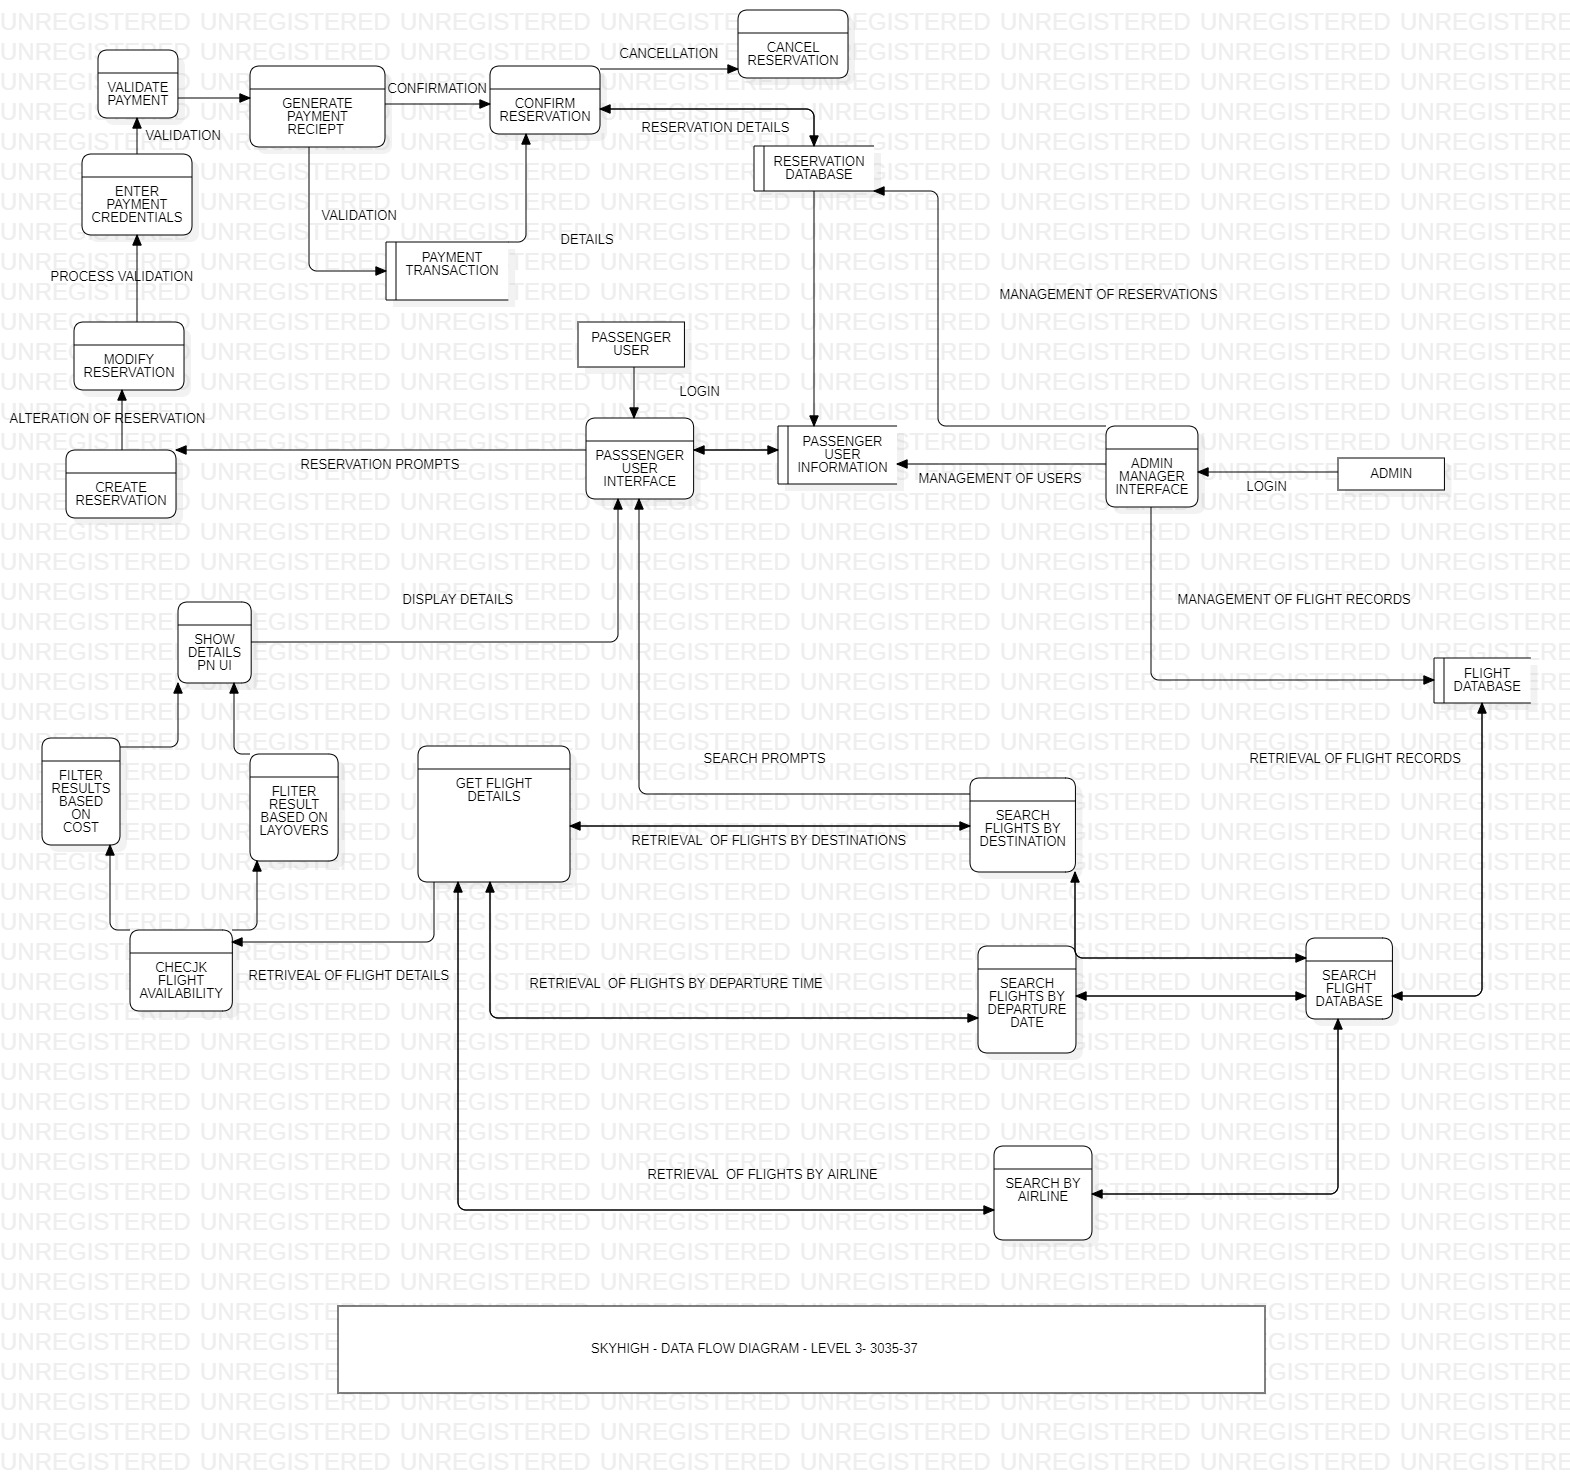 CANCEL
RESERVATION
CANCELLATION
VALIDATE
PAYMENT
CONFIRMATION
GENERATE
PAYMENT
RECIEPT
CONFIRM
RESERVATION
RESERVATION DETAILS
VALIDATION
RESERVATION
DATABASE
ENTER
PAYMENT
CREDENTIALS
VALIDATION
DETAILS
PAYMENT
TRANSACTION
PROCESS VALIDATION
MANAGEMENT OF RESERVATIONS
PASSENGER
USER
MODIFY
RESERVATION
LOGIN
ALTERATION OF RESERVATION
PASSENGER
USER
INFORMATION
PASSSENGER
USER
INTERFACE
RESERVATION PROMPTS
ADMIN
MANAGER
INTERFACE
ADMIN
MANAGEMENT OF USERS
LOGIN
CREATE
RESERVATION
DISPLAY DETAILS
MANAGEMENT OF FLIGHT RECORDS
SHOW
DETAILS
PN UI
FLIGHT
DATABASE
SEARCH PROMPTS
RETRIEVAL OF FLIGHT RECORDS
FILTER
RESULTS
BASED
ON
COST
FLITER
RESULT
BASED ON
LAYOVERS
GET FLIGHT
DETAILS
SEARCH
FLIGHTS BY
DESTINATION
RETRIEVAL  OF FLIGHTS BY DESTINATIONS
CHECJK
FLIGHT
AVAILABILITY
RETRIVEAL OF FLIGHT DETAILS
RETRIEVAL  OF FLIGHTS BY DEPARTURE TIME
SEARCH
FLIGHTS BY
DEPARTURE
DATE
SEARCH
FLIGHT
DATABASE
RETRIEVAL  OF FLIGHTS BY AIRLINE
SEARCH BY
AIRLINE
SKYHIGH - DATA FLOW DIAGRAM - LEVEL 3- 3035-37
UNREGISTERED